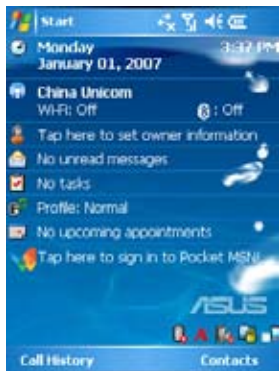 Start
Monday 3:37 PM
January 01, 2007
China Unicom
Wi-Fi: Off : Off
Tap here to set owner information
No unread messages
No tasks
Profile: Normal
No upcoming appointments
Tap here to sign in to Pocket MSN!
ASUS
Call History Contacts